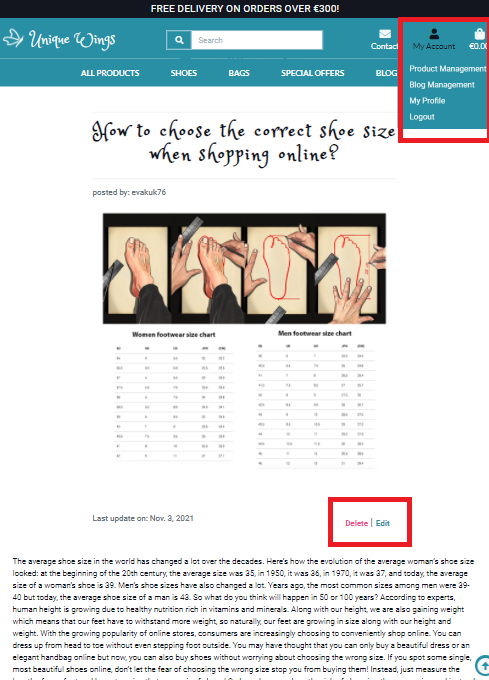 FREE DELIVERY ON ORDERS OVER €300!
Unique Wings
Search
Contact
My Account
€0.00
Product Management
Blog Management
My Profile
Logout
ALL PRODUCTS
SHOES
BAGS
SPECIAL OFFERS
BLOG
How to choose the correct shoe size
when shopping online?
posted by: evakuk76
Women footwear size chart
Men footwear size chart
Last update on: Nov. 3, 2021
Delete | Edit
The average shoe size in the world has changed a lot over the decades. Here's how the evolution of the average woman's shoe size
looked: at the beginning of the 20th century, the average size was 35, in 1950, it was 36, in 1970, it was 37, and today, the average
size of a woman's shoe is 39. Men's shoe sizes have also changed a lot. Years ago, the most common sizes among men were 39-
40 but today, the average shoe size of a man is 43. So what do you think will happen in 50 or 100 years? According to experts,
human height is growing due to healthy nutrition rich in vitamins and minerals. Along with our height, we are also gaining weight
which means that our feet have to withstand more weight, so naturally, our feet are growing in size along with our height and
weight. With the growing popularity of online stores, consumers are increasingly choosing to conveniently shop online. You can
dress up from head to toe without even stepping foot outside. You may have thought that you can only buy a beautiful dress or an
elegant handbag online but now, you can also buy shoes without worrying about choosing the wrong size. If you spot some single,
most beautiful shoes online, don't let the fear of choosing the wrong size stop you from buying them! Instead, just measure the